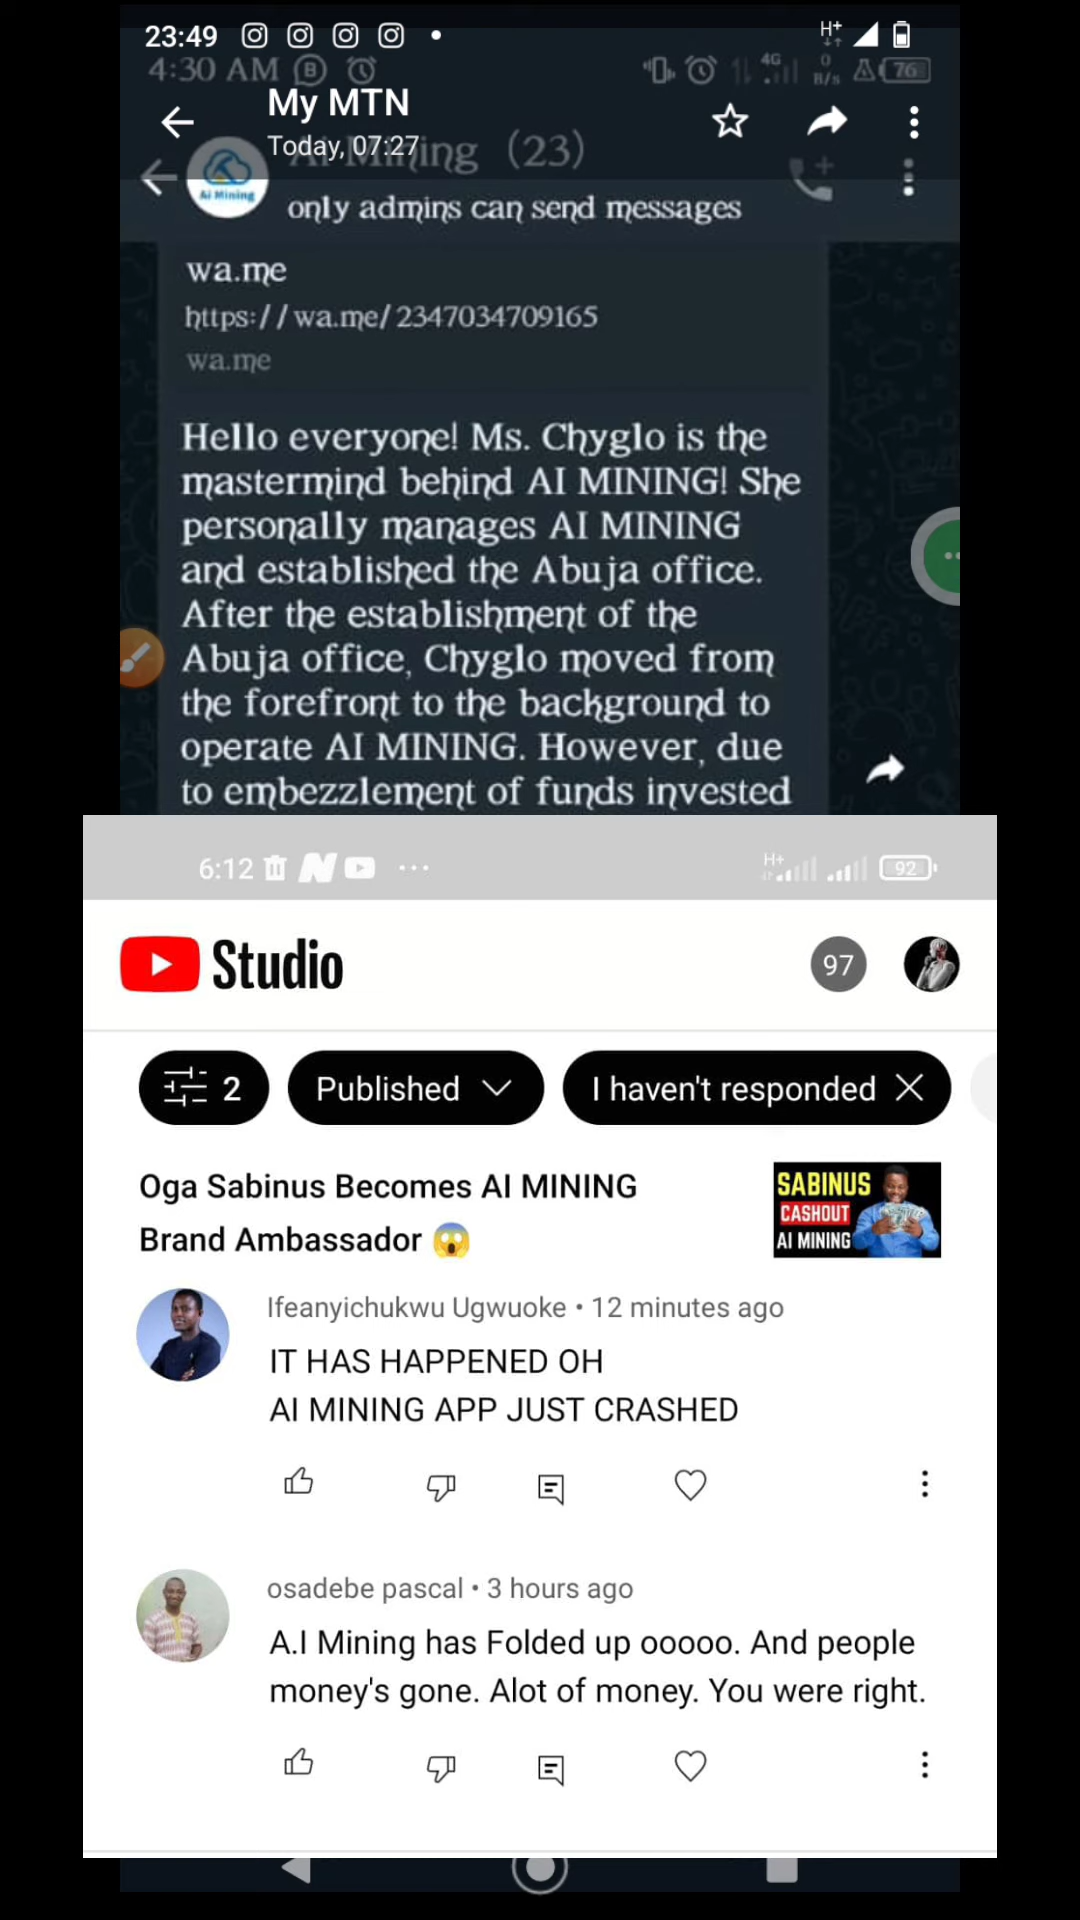 23:49
H+
4:30 AM
B
4G
0
B/s
76
My MTN
Today, 07:27
Ai Mining (23)
Ai Mining
only admins can send messages
wa.me
https://wa.me/2347034709165
wa.me
Hello everyone! Ms. Chyglo is the
mastermind behind AI MINING! She
personally manages AI MINING
and established the Abuja office.
After the establishment of the
Abuja office, Chyglo moved from
the forefront to the background to
operate AI MINING. However, due
to embezzlement of funds invested
6:12
H+
92
Studio
97
2
Published
I haven't responded
Oga Sabinus Becomes AI MINING
Brand Ambassador 😱
SABINUS
CASHOUT
AI MINING
Ifeanyichukwu Ugwuoke • 12 minutes ago
IT HAS HAPPENED OH
AI MINING APP JUST CRASHED
osadebe pascal • 3 hours ago
A.I Mining has Folded up ooooo. And people
money's gone. Alot of money. You were right.